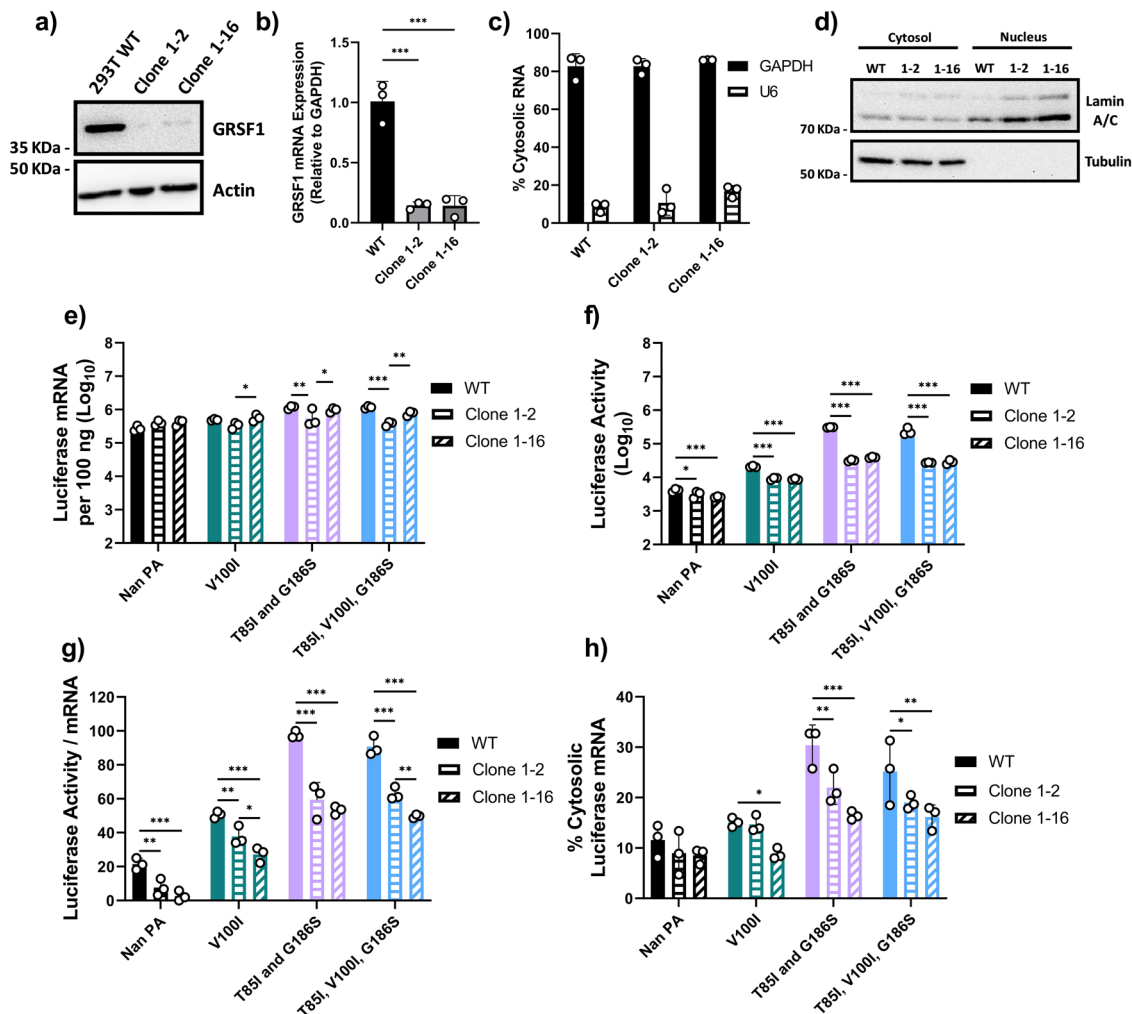 a)
293T WT
Clone 1-2
Clone 1-16
GRSF1
35 KDa -
50 KDa -
Actin
b)
***
***
GRSF1 mRNA Expression
(Relative to GAPDH)
1.5
1.0
0.5
0.0
WT
Clone 1-2
Clone 1-16
c)
% Cytosolic RNA
100
80
60
40
20
0
GAPDH
U6
WT
Clone 1-2
Clone 1-16
d)
Cytosol Nucleus
WT 1-2 1-16 WT 1-2 1-16
Lamin
A/C
70 KDa -
Tubulin
50 KDa -
e)
Luciferase mRNA
per 100 ng (Log₁₀)
8
7
6
5
4
3
2
* ** * *** **
WT
Clone 1-2
Clone 1-16
Nan PA
V100I
T85I and G186S
T85I, V100I, G186S
f)
Luciferase Activity
(Log₁₀)
8
7
6
5
4
3
2
*** * *** *** *** *** *** ***
WT
Clone 1-2
Clone 1-16
Nan PA
V100I
T85I and G186S
T85I, V100I, G186S
g)
Luciferase Activity / mRNA
120
100
80
60
40
20
0
*** ** *** ** * *** *** *** *** **
WT
Clone 1-2
Clone 1-16
Nan PA
V100I
T85I and G186S
T85I, V100I, G186S
h)
% Cytosolic
Luciferase mRNA
40
30
20
10
0
* *** ** ** *
WT
Clone 1-2
Clone 1-16
Nan PA
V100I
T85I and G186S
T85I, V100I, G186S